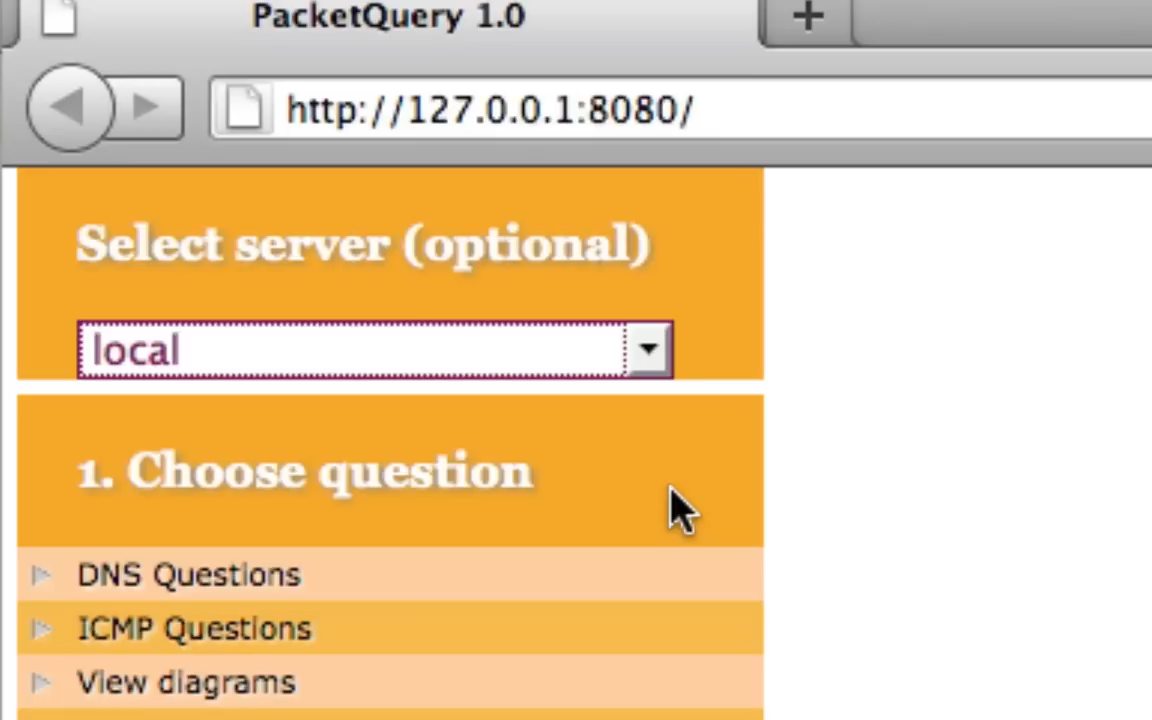 PacketQuery 1.0
http://127.0.0.1:8080/
Select server (optional)
local
1. Choose question
DNS Questions
ICMP Questions
View diagrams